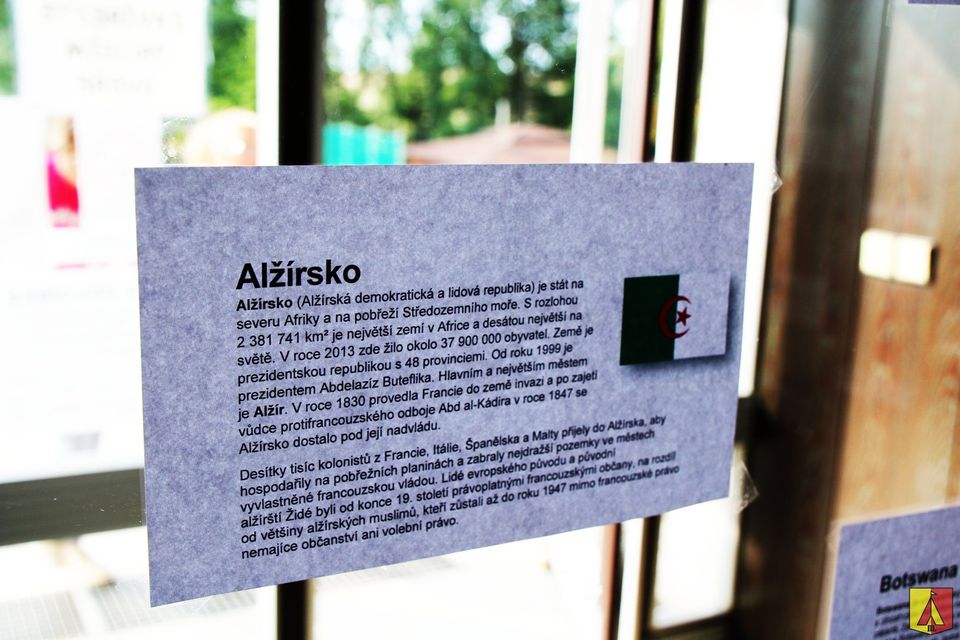 Alžírsko
Alžírsko (Alžírská demokratická a lidová republika) je stát na
severu Afriky a na pobřeží Středozemního moře. S rozlohou
2 381 741 km² je největší zemí v Africe a desátou největší na
světě. V roce 2013 zde žilo okolo 37 900 000 obyvatel. Země je
prezidentskou republikou s 48 provinciemi. Od roku 1999 je
prezidentem Abdelazíz Buteflika. Hlavním a největším městem
je Alžír. V roce 1830 provedla Francie do země invazi a po zajetí
vůdce protifrancouzského odboje Abd al-Kádira v roce 1847 se
Alžírsko dostalo pod její nadvládu.
Desítky tisíc kolonistů z Francie, Itálie, Španělska a Malty přijely do Alžírska, aby
hospodařily na pobřežních planinách a zabraly nejdražší pozemky ve městech
vyvlastněné francouzskou vládou. Lidé evropského původu a původní
alžírští Židé byli od konce 19. století právoplatnými francouzskými občany, na rozdíl
od většiny alžírských muslimů, kteří zůstali až do roku 1947 mimo francouzské právo
nemajíce občanství ani volební právo.
Botswana
III.